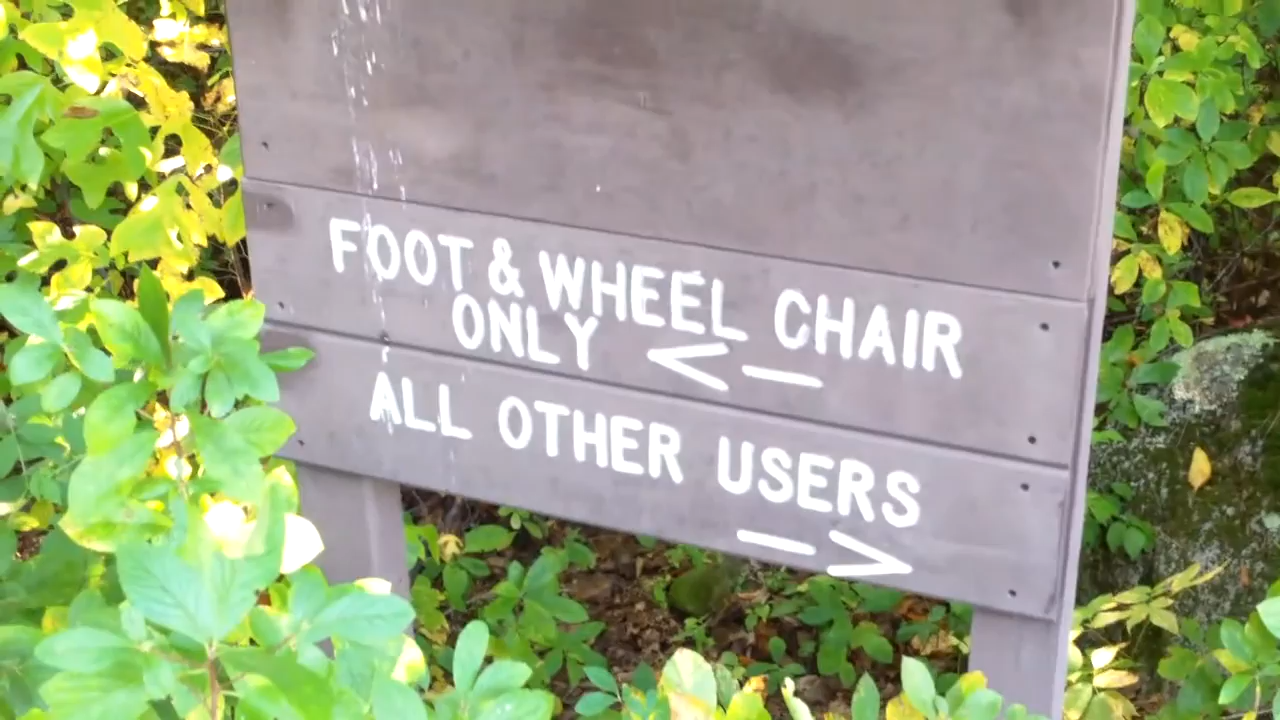 FOOT & WHEEL CHAIR
ONLY <—
ALL OTHER USERS
—>